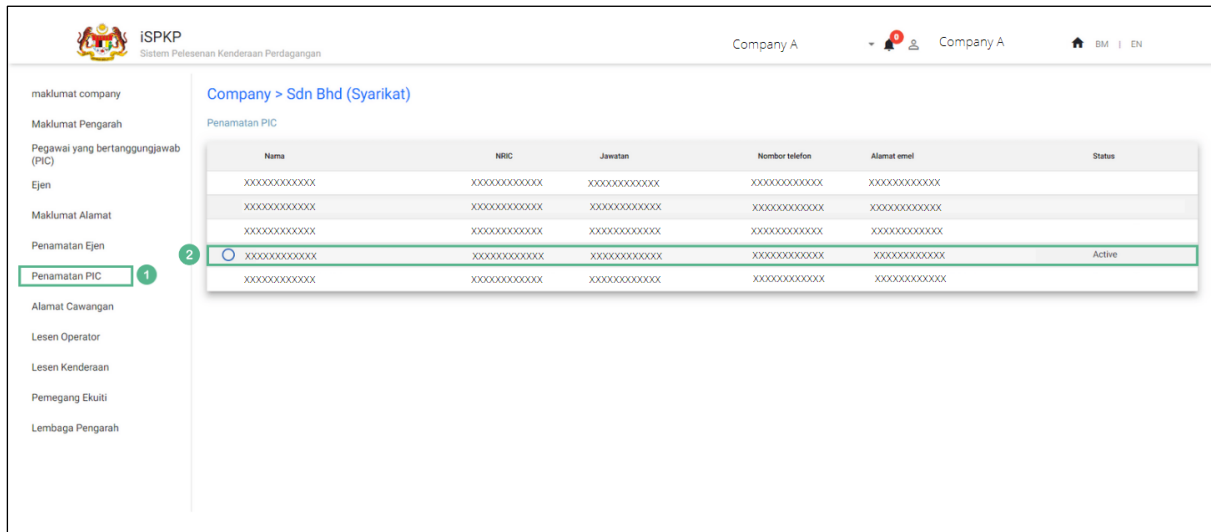 iSPKP
Sistem Pelesenan Kenderaan Perdagangan
Company A 0 Company A BM | EN
maklumat company
Maklumat Pengarah
Pegawai yang bertanggungjawab
(PIC)
Ejen
Maklumat Alamat
Penamatan Ejen
Penamatan PIC 1
Alamat Cawangan
Lesen Operator
Lesen Kenderaan
Pemegang Ekuiti
Lembaga Pengarah
Company > Sdn Bhd (Syarikat)
Penamatan PIC
Nama NRIC Jawatan Nombor telefon Alamat emel Status
XXXXXXXXXXXX XXXXXXXXXXXX XXXXXXXXXXXX XXXXXXXXXXXX XXXXXXXXXXXX
XXXXXXXXXXXX XXXXXXXXXXXX XXXXXXXXXXXX XXXXXXXXXXXX XXXXXXXXXXXX
XXXXXXXXXXXX XXXXXXXXXXXX XXXXXXXXXXXX XXXXXXXXXXXX XXXXXXXXXXXX
2 XXXXXXXXXXXX XXXXXXXXXXXX XXXXXXXXXXXX XXXXXXXXXXXX XXXXXXXXXXXX Active
XXXXXXXXXXXX XXXXXXXXXXXX XXXXXXXXXXXX XXXXXXXXXXXX XXXXXXXXXXXX